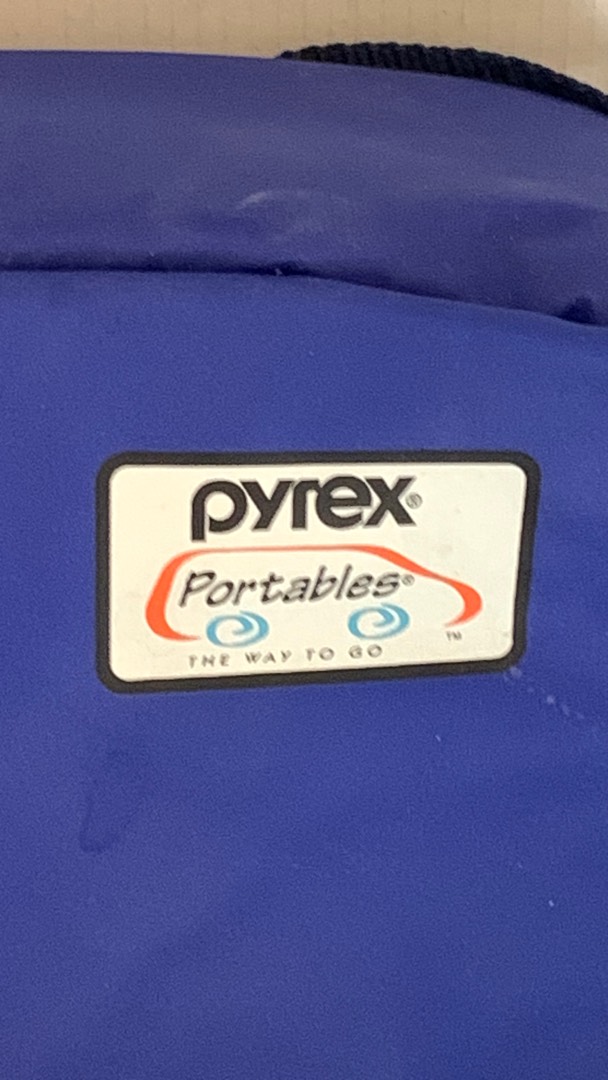 pyrex®
Portables®
TM
THE WAY TO GO